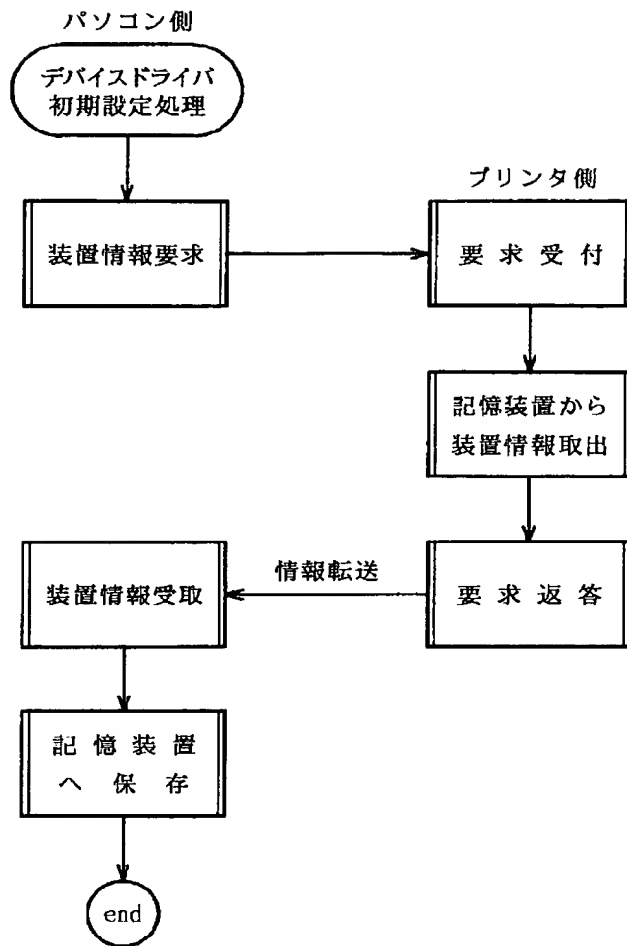 パソコン側
デバイスドライバ
初期設定処理
プリンタ側
装置情報要求
要求受付
記憶装置から
装置情報取出
情報転送
装置情報受取
要求返答
記憶装置
へ保存
end